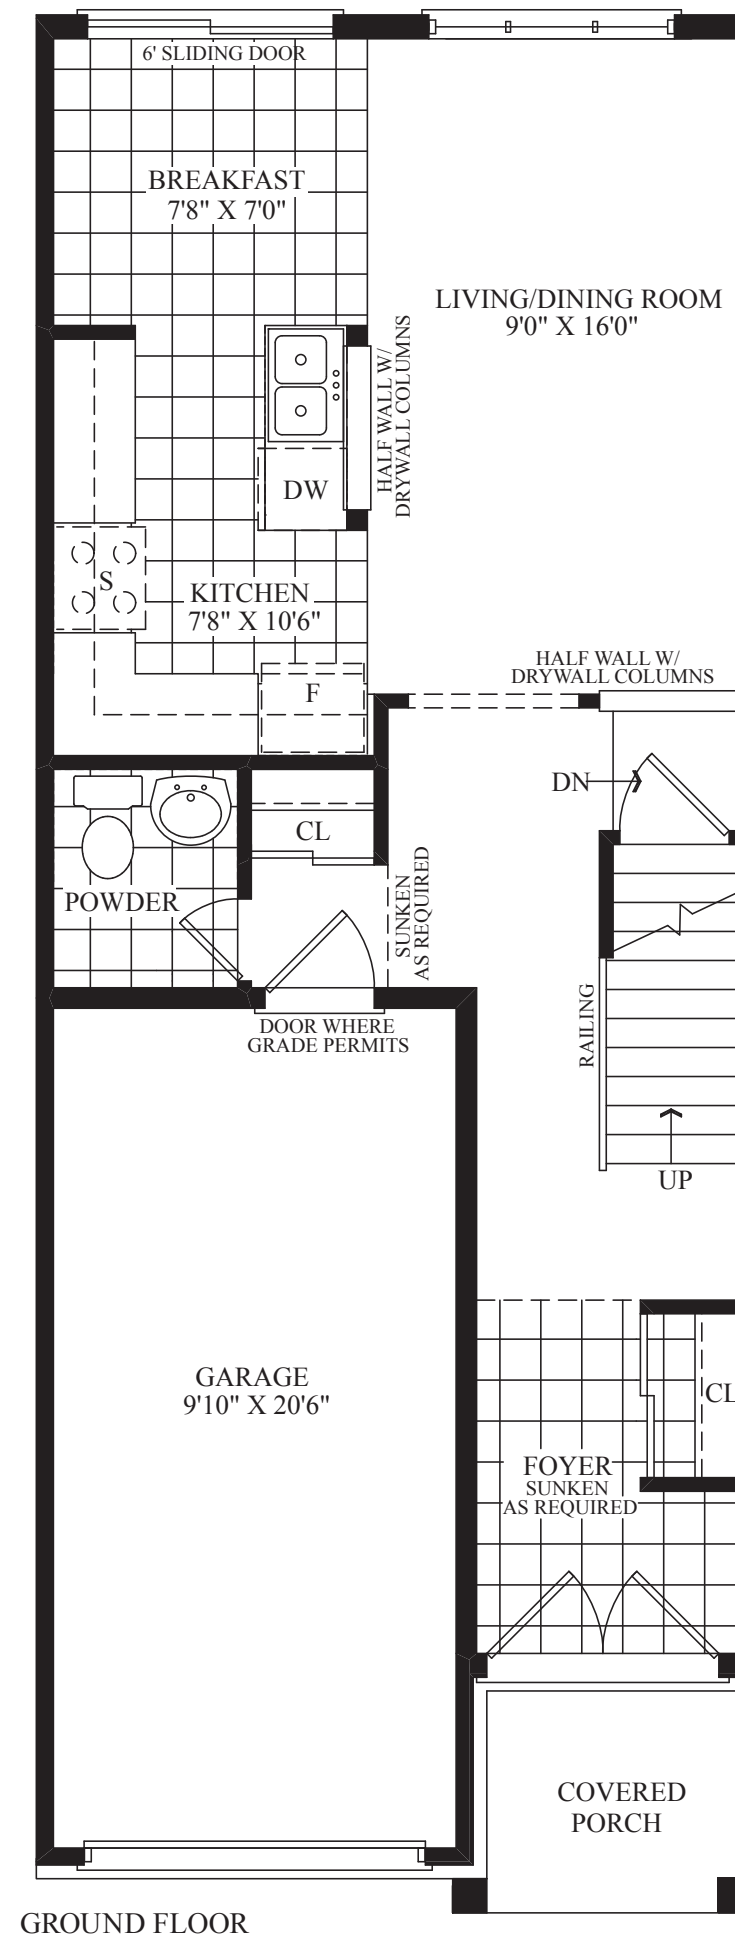 6' SLIDING DOOR
BREAKFAST
7'8" X 7'0"
LIVING/DINING ROOM
9'0" X 16'0"
HALF WALL W/
DRYWALL COLUMNS
DW
S
KITCHEN
7'8" X 10'6"
HALF WALL W/
DRYWALL COLUMNS
F
DN
CL
POWDER
SUNKEN
AS REQUIRED
DOOR WHERE
GRADE PERMITS
RAILING
UP
GARAGE
9'10" X 20'6"
CL
FOYER
SUNKEN
AS REQUIRED
COVERED
PORCH
GROUND FLOOR